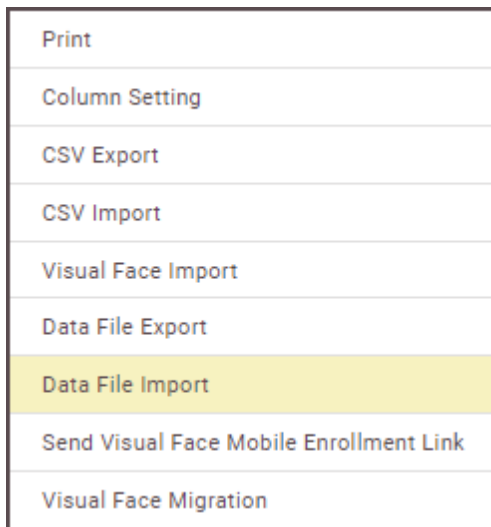 Print
Column Setting
CSV Export
CSV Import
Visual Face Import
Data File Export
Data File Import
Send Visual Face Mobile Enrollment Link
Visual Face Migration